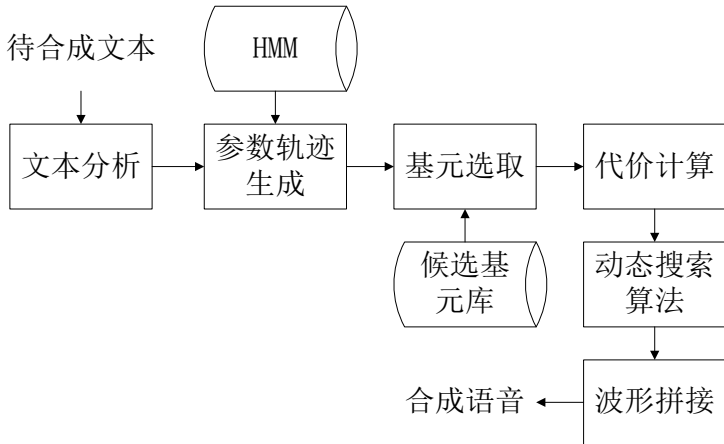 待合成文本
HMM
文本分析
参数轨迹
生成
基元选取
代价计算
候选基
元库
动态搜索
算法
合成语音
波形拼接